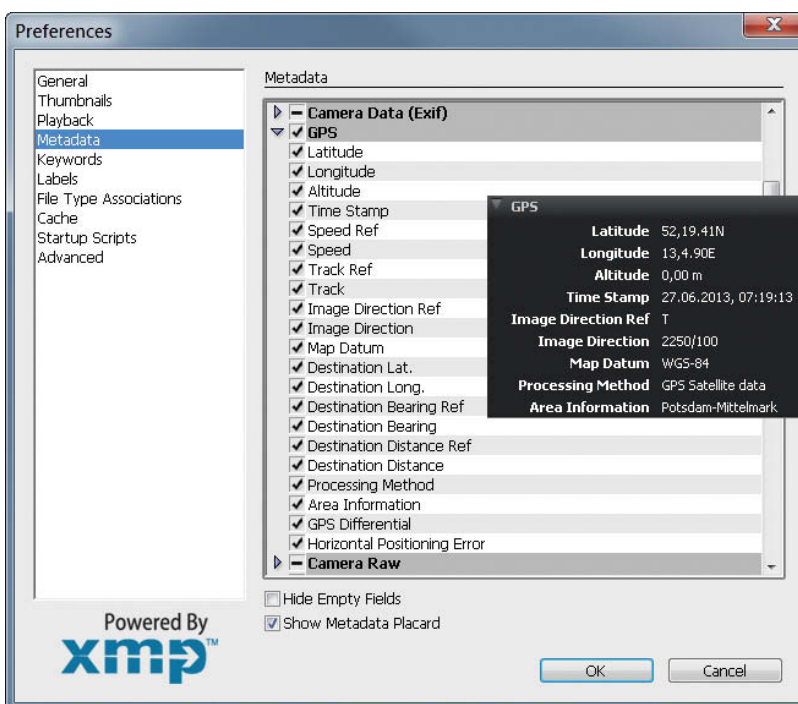 Preferences
General
Thumbnails
Playback
Metadata
Keywords
Labels
File Type Associations
Cache
Startup Scripts
Advanced
Powered By
xmp™
Metadata
Camera Data (Exif)
GPS
Latitude
Longitude
Altitude
Time Stamp
Speed Ref
Speed
Track Ref
Track
Image Direction Ref
Image Direction
Map Datum
Destination Lat.
Destination Long.
Destination Bearing Ref
Destination Bearing
Destination Distance Ref
Destination Distance
Processing Method
Area Information
GPS Differential
Horizontal Positioning Error
Camera Raw
GPS
Latitude 52,19.41N
Longitude 13,4.90E
Altitude 0,00 m
Time Stamp 27.06.2013, 07:19:13
Image Direction Ref T
Image Direction 2250/100
Map Datum WGS-84
Processing Method GPS Satellite data
Area Information Potsdam-Mittelmark
Hide Empty Fields
Show Metadata Placard
OK
Cancel